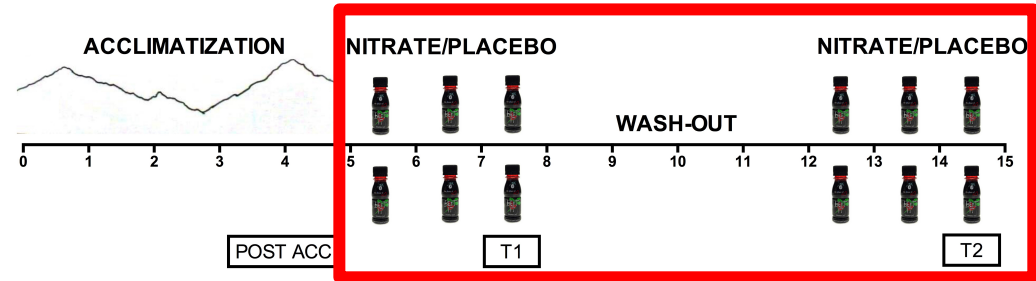 ACCLIMATIZATION
NITRATE/PLACEBO
NITRATE/PLACEBO
WASH-OUT
0 1 2 3 4 5 6 7 8 9 10 11 12 13 14 15
POST ACC
T1
T2